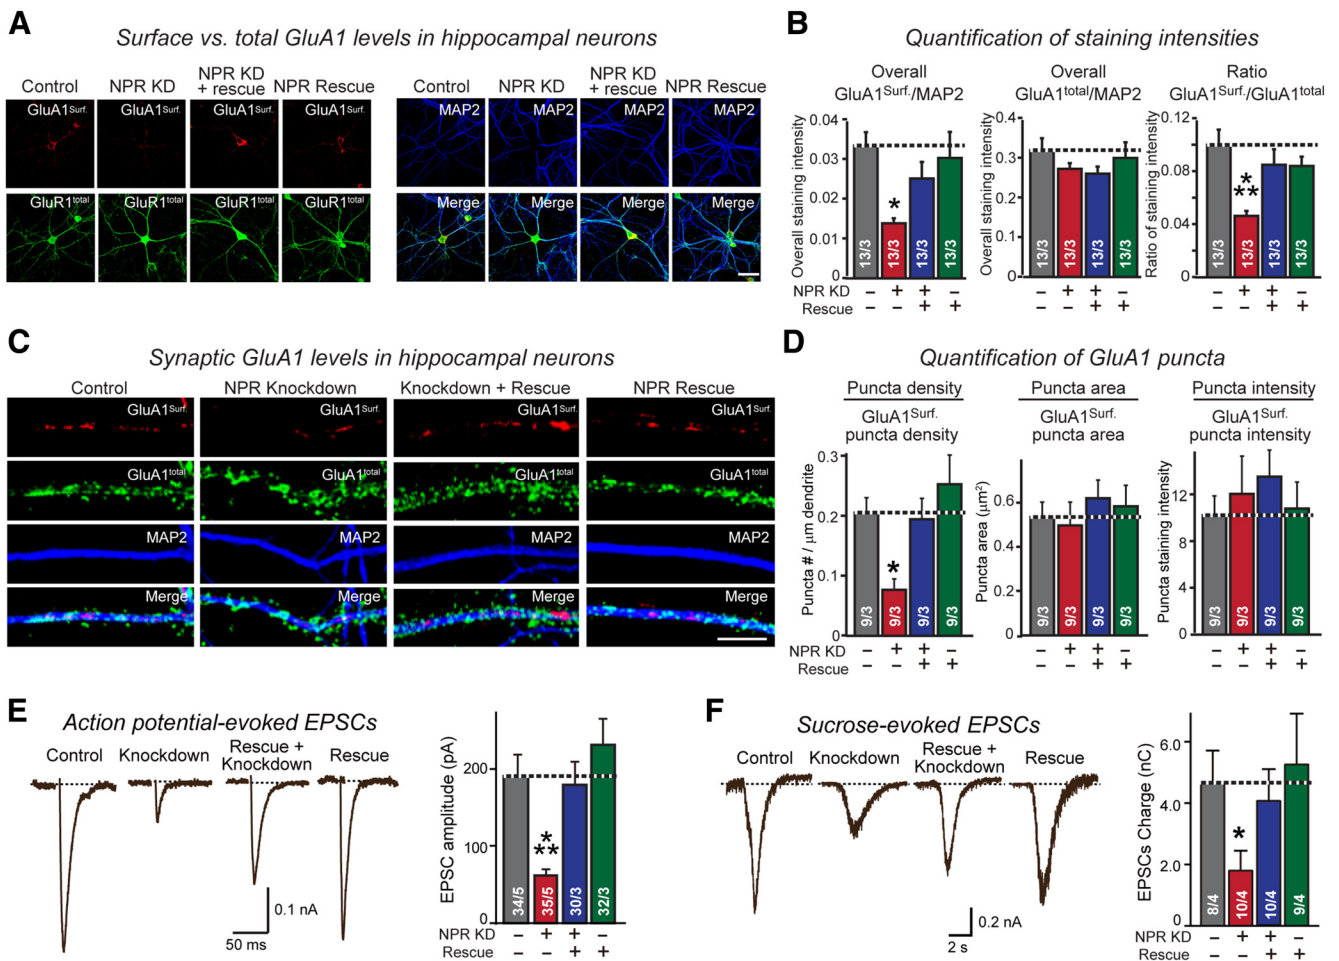 A
Surface vs. total GluA1 levels in hippocampal neurons
Control
NPR KD
NPR KD
+ rescue
NPR Rescue
GluA1Surf.
GluA1Surf.
GluA1Surf.
GluA1Surf.
GluR1total
GluR1total
GluR1total
GluR1total
Control
NPR KD
NPR KD
+ rescue
NPR Rescue
MAP2
MAP2
MAP2
MAP2
Merge
Merge
Merge
Merge
B
Quantification of staining intensities
Overall
GluA1Surf./MAP2
Overall staining intensity
0.04
0.03
0.02
0.01
0
*
13/3
13/3
13/3
13/3
NPR KD – + + –
Rescue – – + +
Overall
GluA1total/MAP2
Overall staining intensity
0.4
0.3
0.2
0.1
0
13/3
13/3
13/3
13/3
– + + –
– – + +
Ratio
GluA1Surf./GluA1total
Ratio of staining intensity
0.12
0.08
0.04
0
*
**
13/3
13/3
13/3
13/3
– + + –
– – + +
C
Synaptic GluA1 levels in hippocampal neurons
Control
NPR Knockdown
Knockdown + Rescue
NPR Rescue
GluA1Surf.
GluA1Surf.
GluA1Surf.
GluA1Surf.
GluA1total
GluA1total
GluA1total
GluA1total
MAP2
MAP2
MAP2
MAP2
Merge
Merge
Merge
Merge
D
Quantification of GluA1 puncta
Puncta density
GluA1Surf.
puncta density
Puncta # / µm dendrite
0.3
0.2
0.1
0
*
9/3
9/3
9/3
9/3
NPR KD – + + –
Rescue – – + +
Puncta area
GluA1Surf.
puncta area
Puncta area (µm2)
0.6
0.4
0.2
0
9/3
9/3
9/3
9/3
– + + –
– – + +
Puncta intensity
GluA1Surf.
puncta intensity
Puncta staining intensity
12
8
4
0
9/3
9/3
9/3
9/3
– + + –
– – + +
E
Action potential-evoked EPSCs
Control
Knockdown
Rescue +
Knockdown
Rescue
0.1 nA
50 ms
EPSC amplitude (pA)
200
100
0
*
**
34/5
35/5
30/3
32/3
NPR KD – + + –
Rescue – – + +
F
Sucrose-evoked EPSCs
Control
Knockdown
Rescue +
Knockdown
Rescue
0.2 nA
2 s
EPSCs Charge (nC)
6.0
4.0
2.0
0
*
8/4
10/4
10/4
9/4
NPR KD – + + –
Rescue – – + +